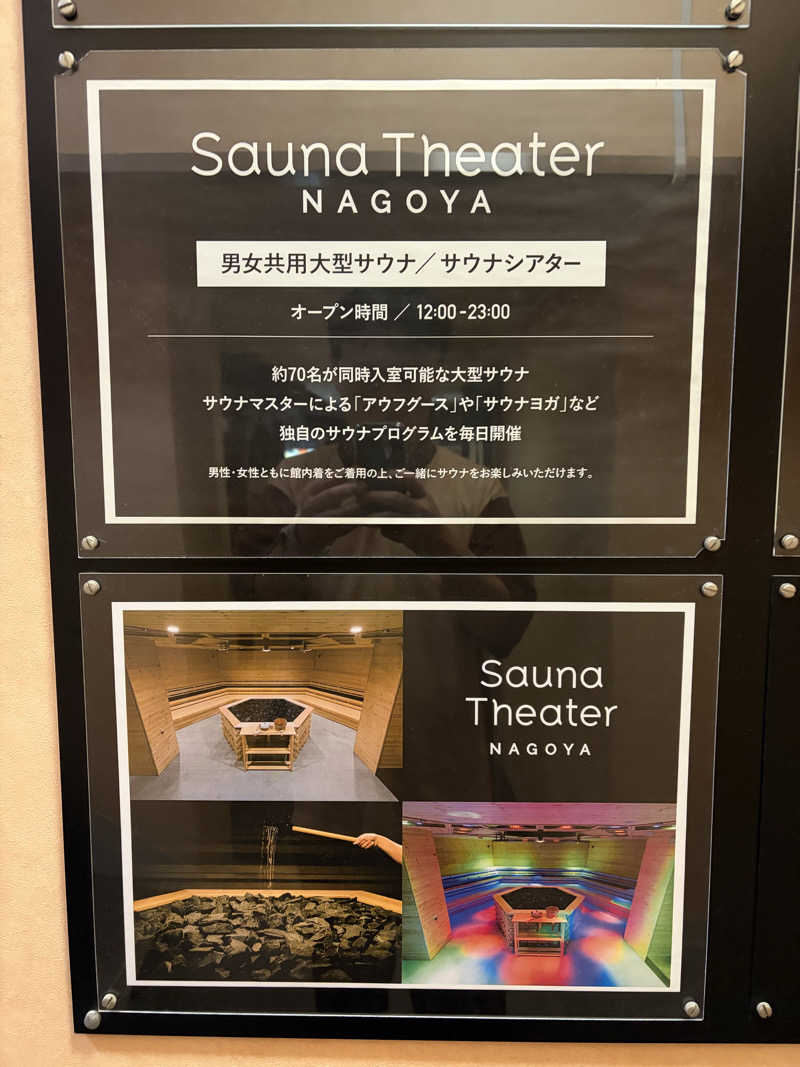 Sauna Theater
NAGOYA
男女共用大型サウナ／サウナシアター
オープン時間 ／ 12:00-23:00
約70名が同時入室可能な大型サウナ
サウナマスターによる「アウフグース」や「サウナヨガ」など
独自のサウナプログラムを毎日開催
男性・女性ともに館内着をご着用の上、ご一緒にサウナをお楽しみいただけます。
Sauna
Theater
NAGOYA